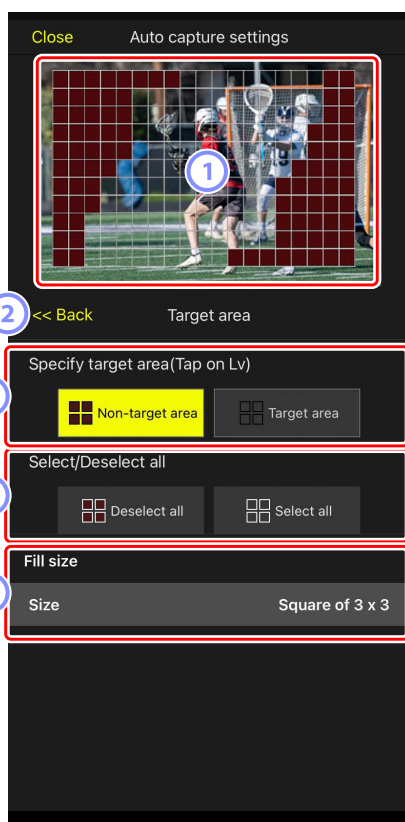 Close Auto capture settings
1
2 << Back Target area
Specify target area(Tap on Lv)
Non-target area Target area
Select/Deselect all
Deselect all Select all
Fill size
Size Square of 3 x 3